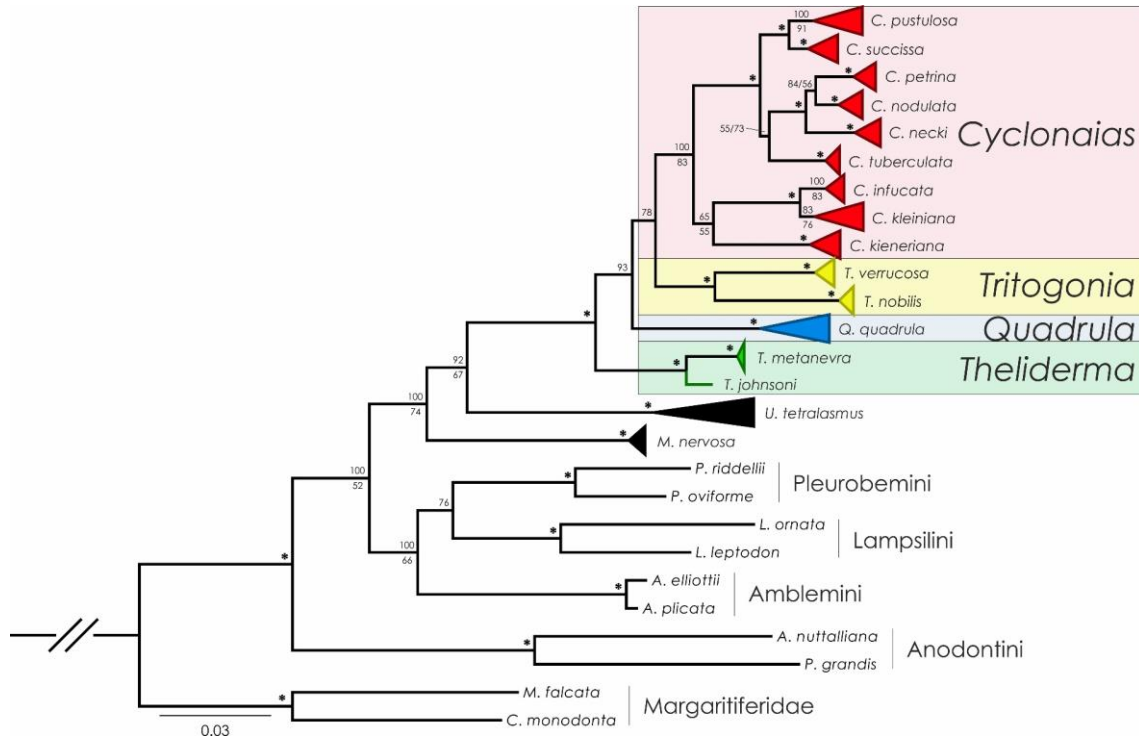 100
91
C. pustulosa
*
*
C. succissa
*
84/56
*
C. petrina
*
*
C. nodulata
55/73
*
C. necki
Cyclonaias
*
C. tuberculata
100
83
100
83
C. infucata
*
83
76
C. kleiniana
65
55
*
C. kieneriana
78
*
*
T. verrucosa
Tritogonia
*
T. nobilis
93
*
Q. quadrula
Quadrula
*
*
*
T. metanevra
Theliderma
T. johnsoni
92
67
*
U. tetralasmus
100
74
*
M. nervosa
100
52
P. riddellii
*
Pleurobemini
P. oviforme
76
L. ornata
*
Lampsilini
L. leptodon
100
66
A. elliottii
*
Amblemini
A. plicata
*
A. nuttalliana
*
Anodontini
P. grandis
M. falcata
*
Margaritiferidae
C. monodonta
0.03